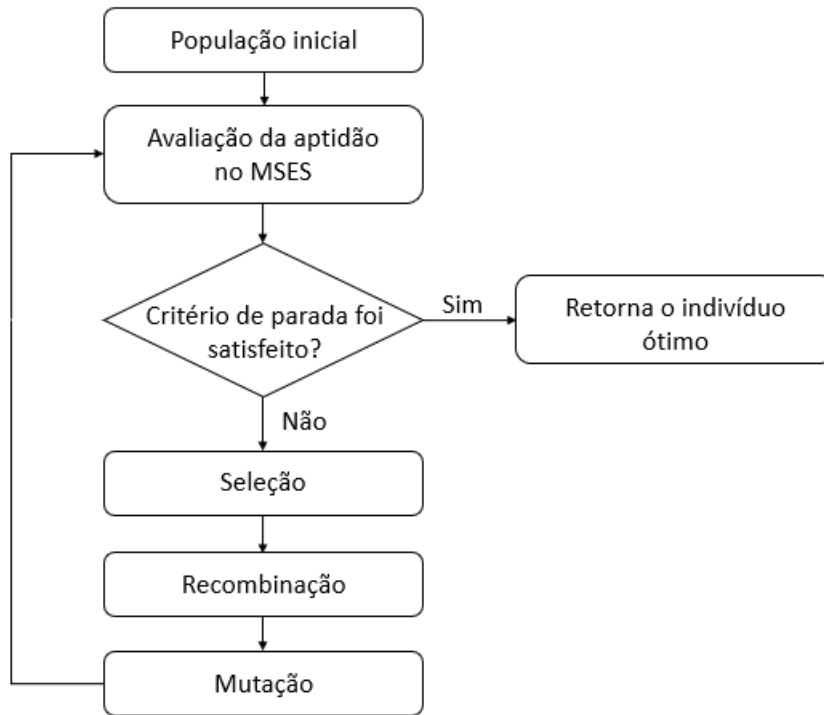 População inicial
Avaliação da aptidão
no MSES
Critério de parada foi
satisfeito?
Sim
Retorna o indivíduo
ótimo
Não
Seleção
Recombinação
Mutação